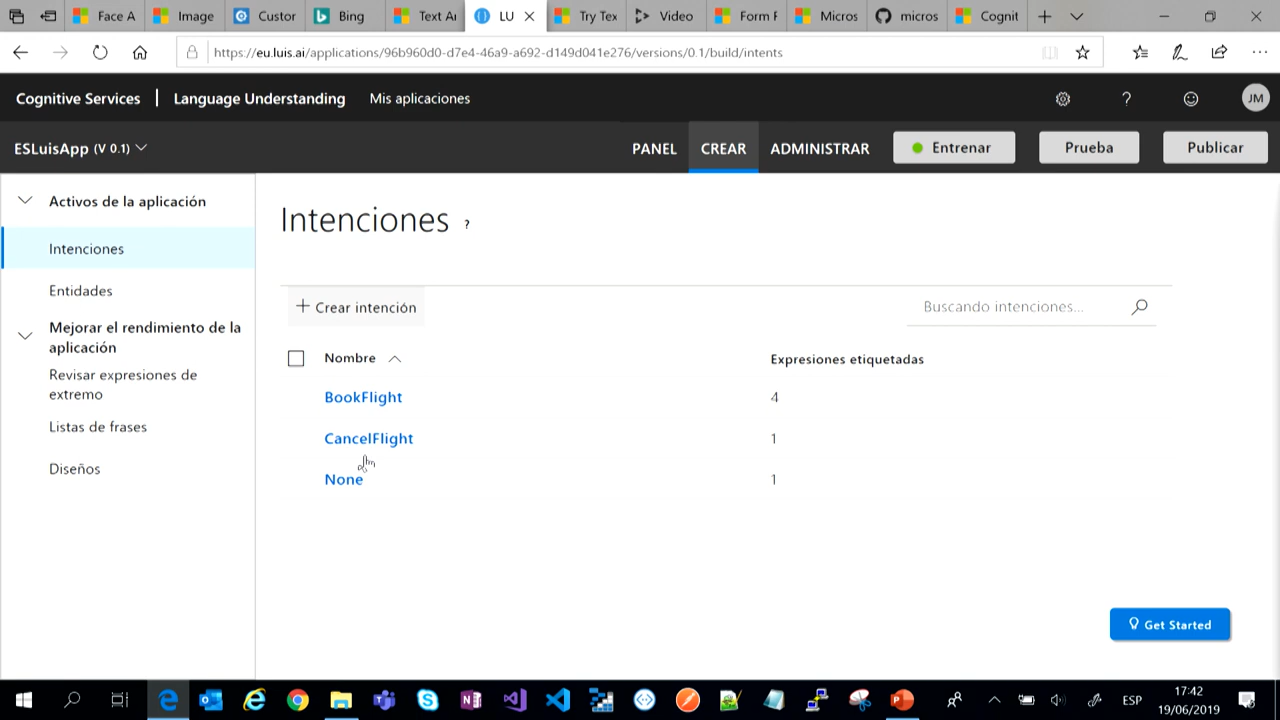 Face A
Image
Custor
Bing
Text An
LU
Try Tex
Video
Form R
Micros
micros
Cognit
https://eu.luis.ai/applications/96b960d0-d7e4-46a9-a692-d149d041e276/versions/0.1/build/intents
Cognitive Services
Language Understanding
Mis aplicaciones
?
JM
ESLuisApp (V 0.1)
PANEL
CREAR
ADMINISTRAR
Entrenar
Prueba
Publicar
Activos de la aplicación
Intenciones
Entidades
Mejorar el rendimiento de la
aplicación
Revisar expresiones de
extremo
Listas de frases
Diseños
Intenciones ?
+ Crear intención
Buscando intenciones...
Nombre
Expresiones etiquetadas
BookFlight
4
CancelFlight
1
None
1
Get Started
ESP
17:42
19/06/2019